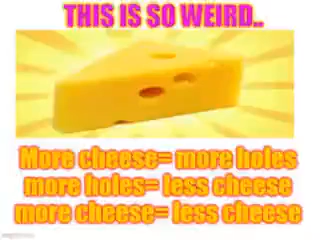 THIS IS SO WEIRD..
More cheese= more holes
more holes= less cheese
more cheese= less cheese